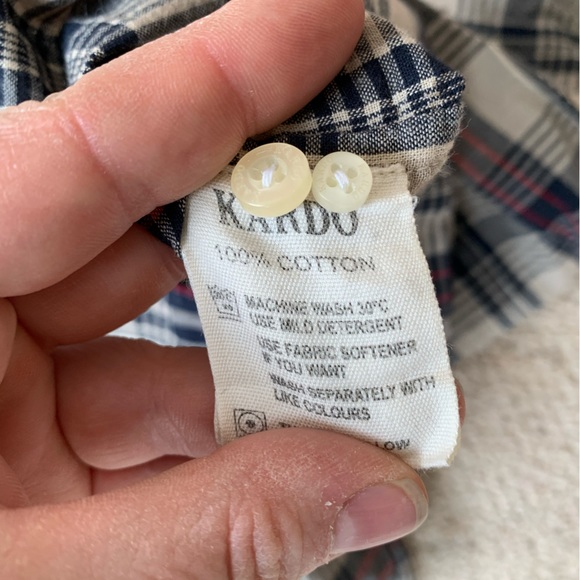 KARDO
100% COTTON
MACHINE WASH 30°C
USE MILD DETERGENT
USE FABRIC SOFTENER
IF YOU WANT
WASH SEPARATELY WITH
LIKE COLOURS
LOW